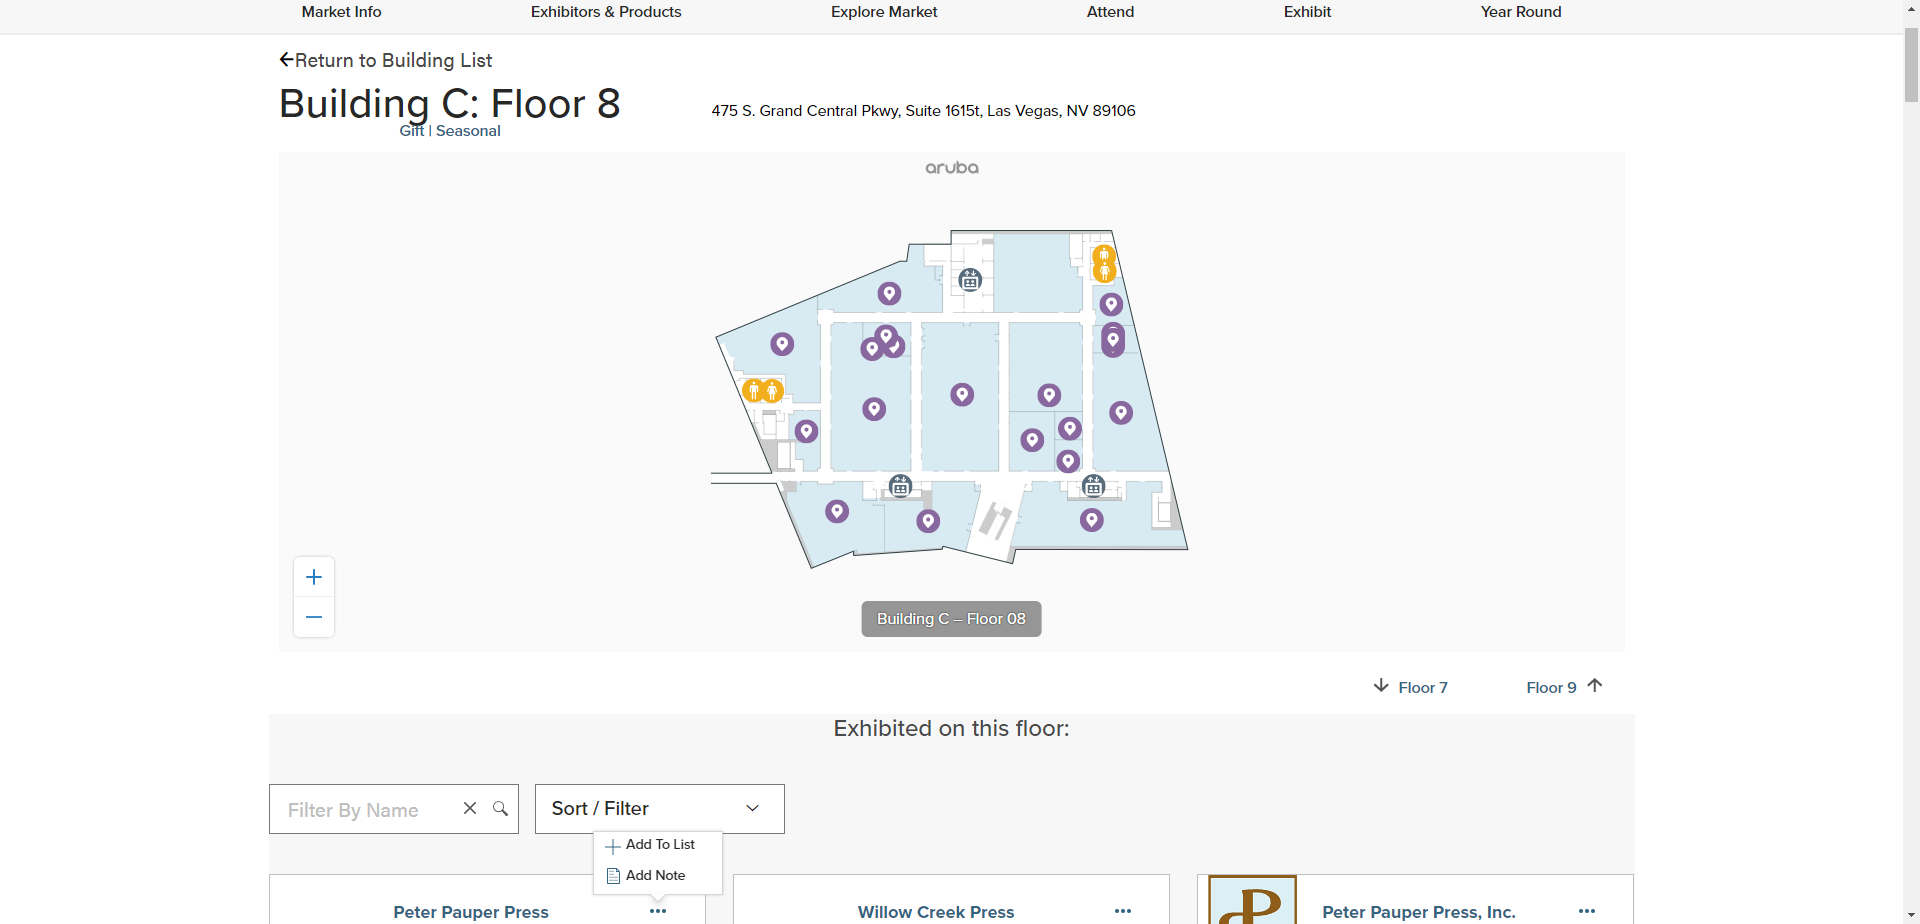 Market Info
Exhibitors & Products
Explore Market
Attend
Exhibit
Year Round
Return to Building List
Building C: Floor 8
475 S. Grand Central Pkwy, Suite 1615t, Las Vegas, NV 89106
Gift | Seasonal
aruba
Building C – Floor 08
Floor 7
Floor 9
Exhibited on this floor:
Filter By Name
Sort / Filter
Add To List
Add Note
Peter Pauper Press
Willow Creek Press
Peter Pauper Press, Inc.